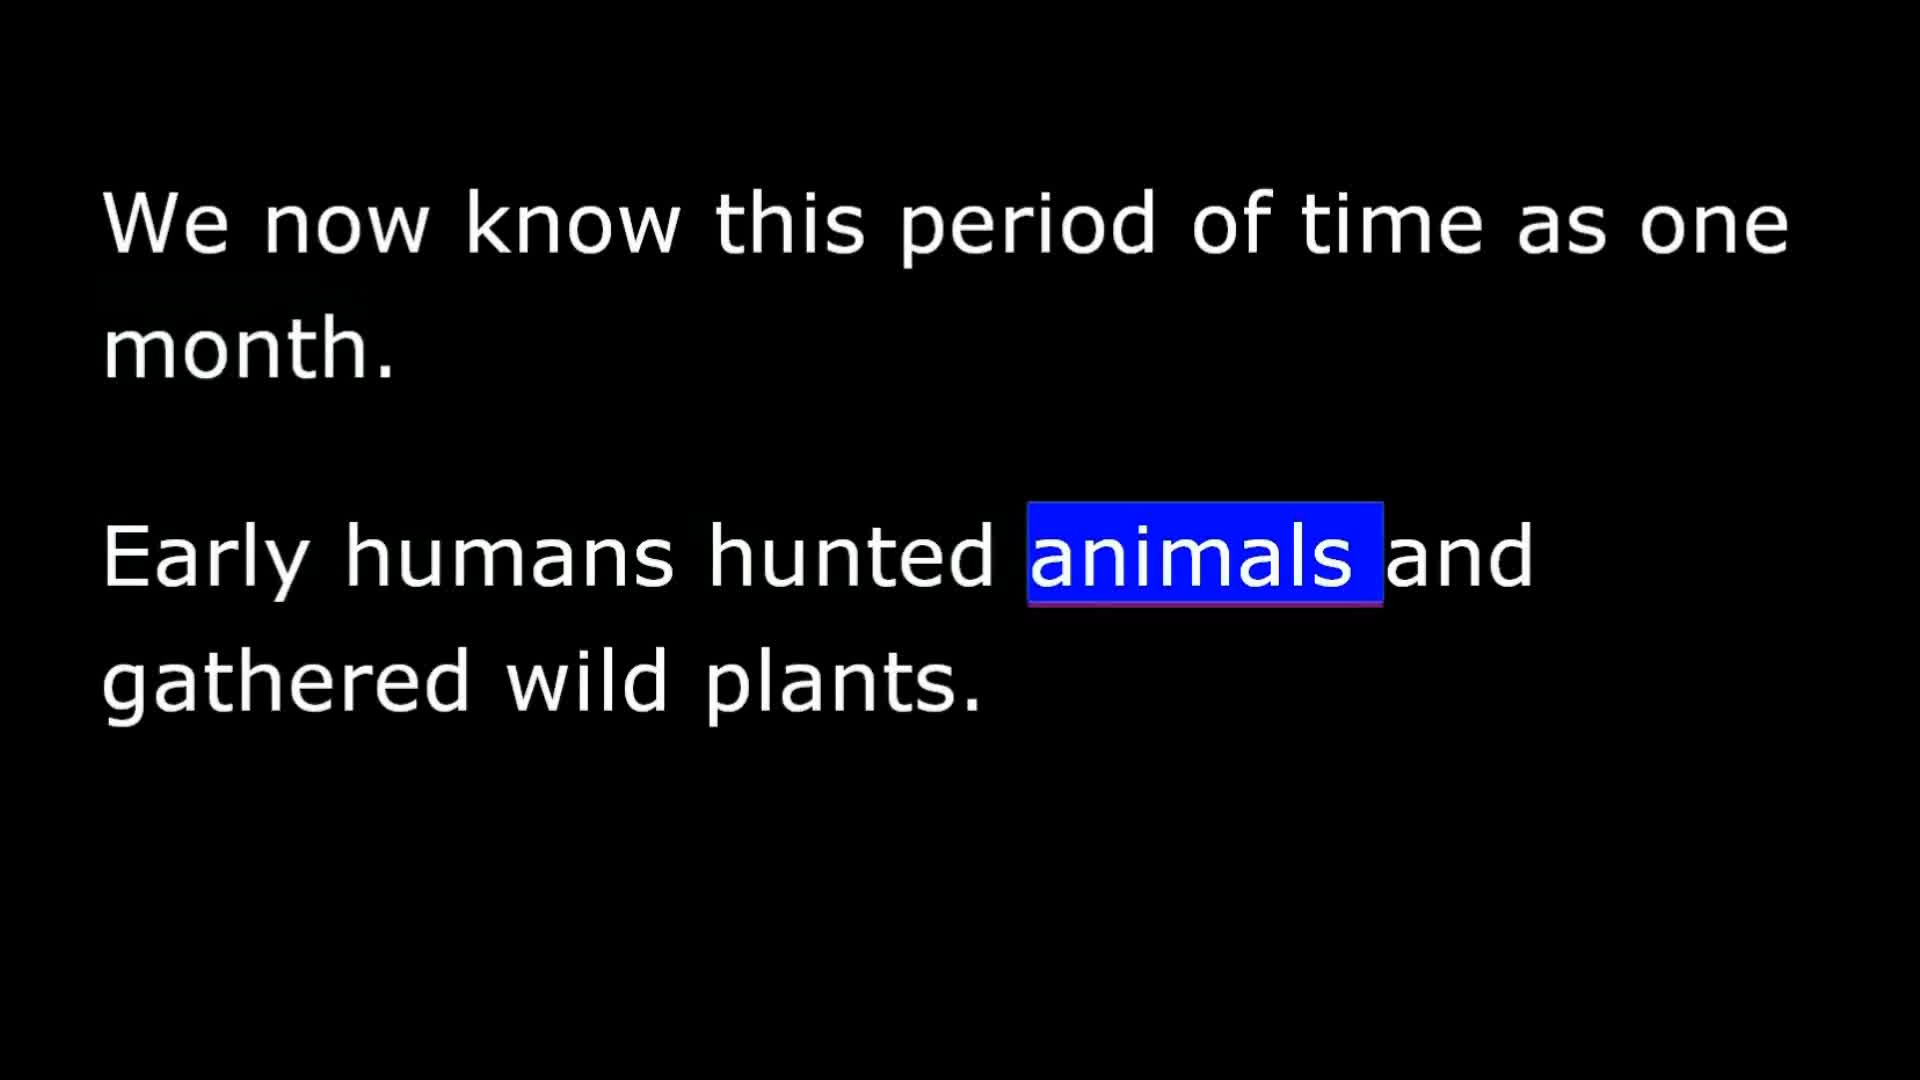 We now know this period of time as one
month.
Early humans hunted animals and
gathered wild plants.